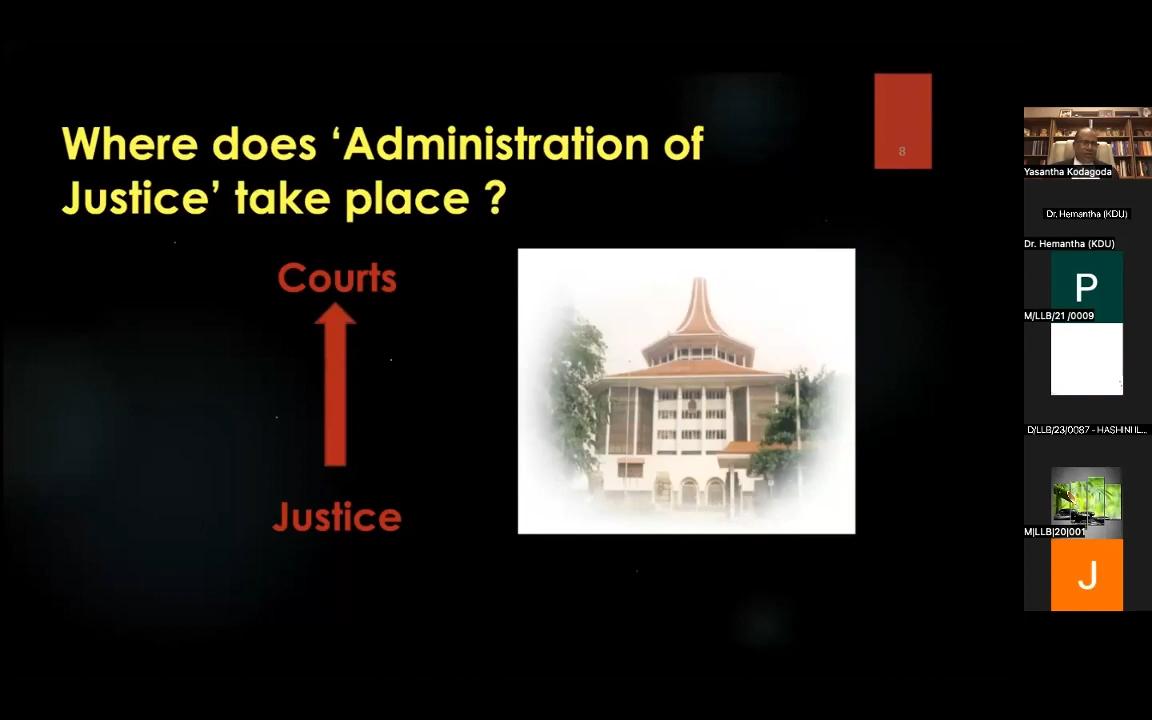 Where does ‘Administration of
Justice’ take place ?
8
Courts
Justice
Yasantha Kodagoda
Dr. Hemantha (KDU)
Dr. Hemantha (KDU)
P
M/LLB/21 /0009
D/LLB/23/0087 - HASHINI IL...
M|LLB|20|001
J